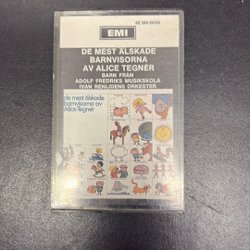 EMI
DE MEST ÄLSKADE
BARNVISORNA
AV ALICE TEGNÉR
BARN FRÅN
ADOLF FREDRIKS MUSIKSKOLA
IVAN RENLIDENS ORKESTER
de mest älskade
barnvisorna av
Alice Tegnér